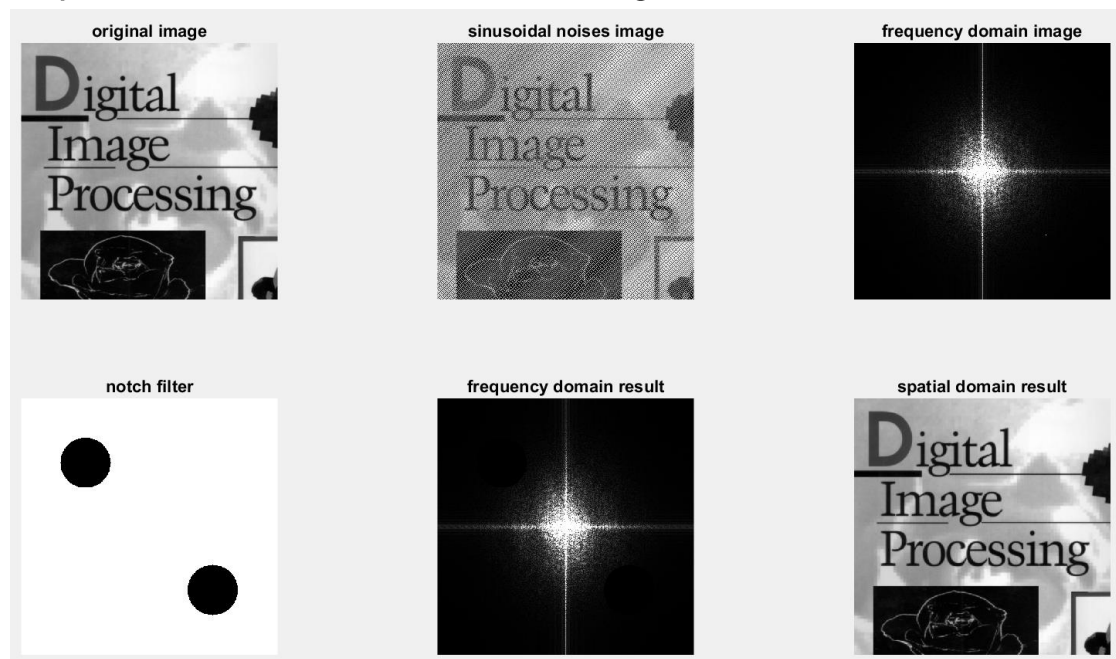 original image
sinusoidal noises image
frequency domain image
Digital
Image
Processing
Digital
Image
Processing
notch filter
frequency domain result
spatial domain result
Digital
Image
Processing